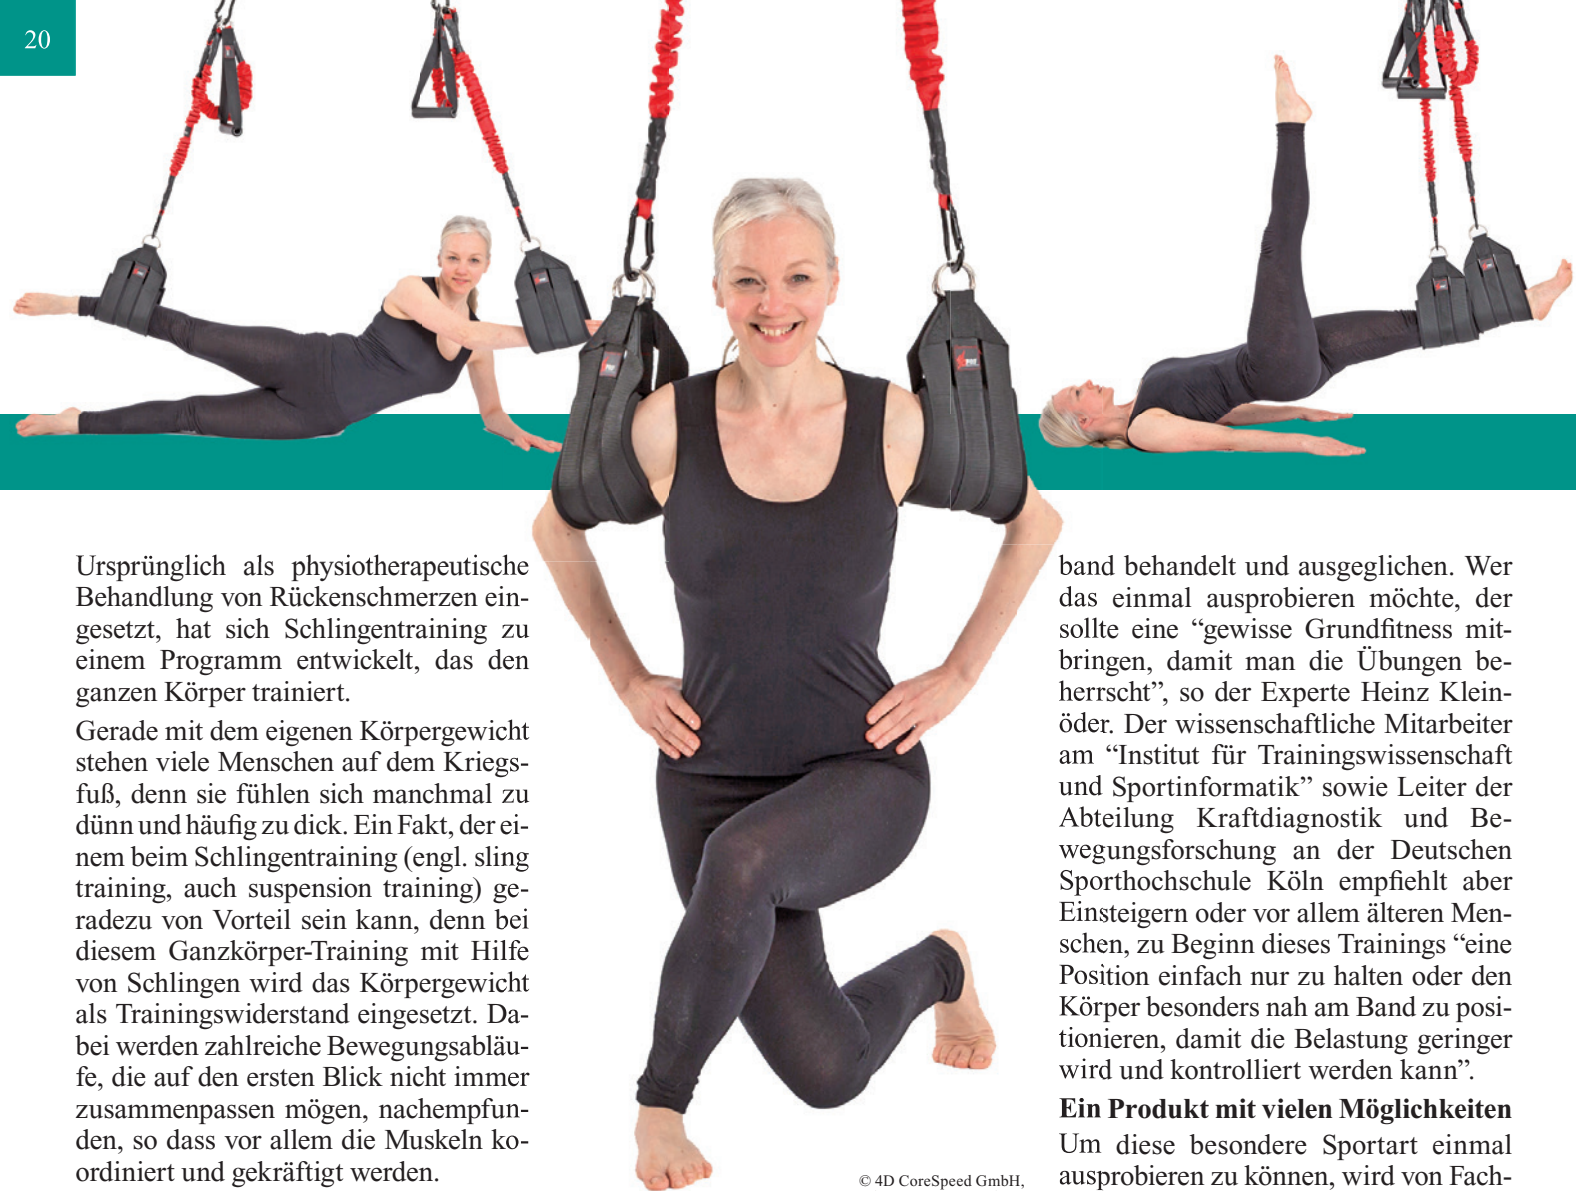 20
Ursprünglich als physiotherapeutische
Behandlung von Rückenschmerzen ein-
gesetzt, hat sich Schlingentraining zu
einem Programm entwickelt, das den
ganzen Körper trainiert.
Gerade mit dem eigenen Körpergewicht
stehen viele Menschen auf dem Kriegs-
fuß, denn sie fühlen sich manchmal zu
dünn und häufig zu dick. Ein Fakt, der ei-
nem beim Schlingentraining (engl. sling
training, auch suspension training) ge-
radezu von Vorteil sein kann, denn bei
diesem Ganzkörper-Training mit Hilfe
von Schlingen wird das Körpergewicht
als Trainingswiderstand eingesetzt. Da-
bei werden zahlreiche Bewegungsabläu-
fe, die auf den ersten Blick nicht immer
zusammenpassen mögen, nachempfun-
den, so dass vor allem die Muskeln ko-
ordiniert und gekräftigt werden.
© 4D CoreSpeed GmbH,
band behandelt und ausgeglichen. Wer
das einmal ausprobieren möchte, der
sollte eine “gewisse Grundfitness mit-
bringen, damit man die Übungen be-
herrscht”, so der Experte Heinz Klein-
öder. Der wissenschaftliche Mitarbeiter
am “Institut für Trainingswissenschaft
und Sportinformatik” sowie Leiter der
Abteilung Kraftdiagnostik und Be-
wegungsforschung an der Deutschen
Sporthochschule Köln empfiehlt aber
Einsteigern oder vor allem älteren Men-
schen, zu Beginn dieses Trainings “eine
Position einfach nur zu halten oder den
Körper besonders nah am Band zu posi-
tionieren, damit die Belastung geringer
wird und kontrolliert werden kann”.
Ein Produkt mit vielen Möglichkeiten
Um diese besondere Sportart einmal
ausprobieren zu können, wird von Fach-